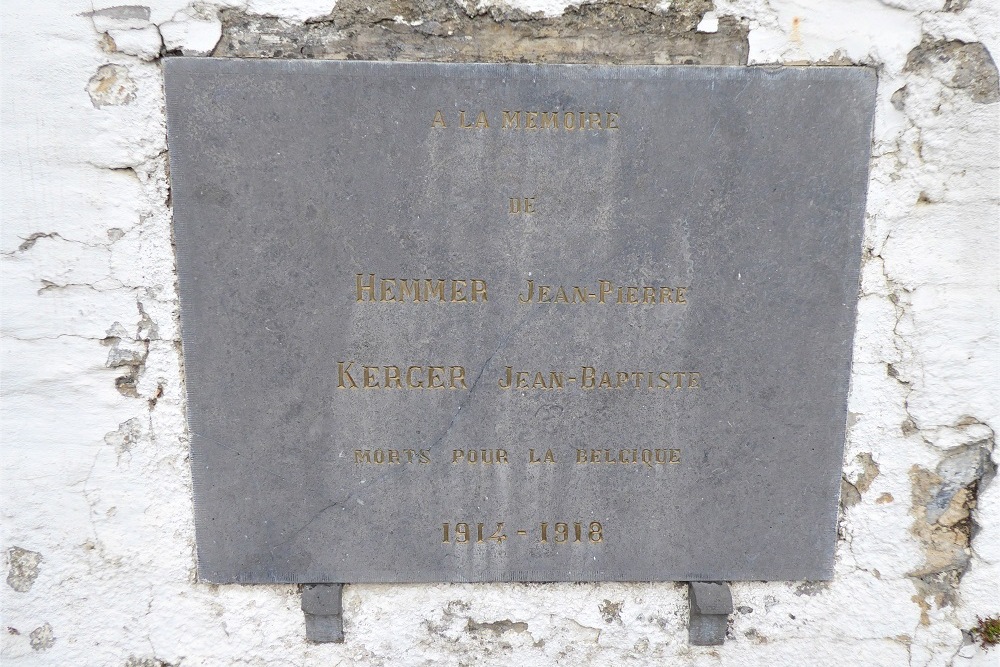 A LA MEMOIRE
DE
HEMMER JEAN-PIERRE
KERGER JEAN-BAPTISTE
MORTS POUR LA BELGIQUE
1914 - 1918